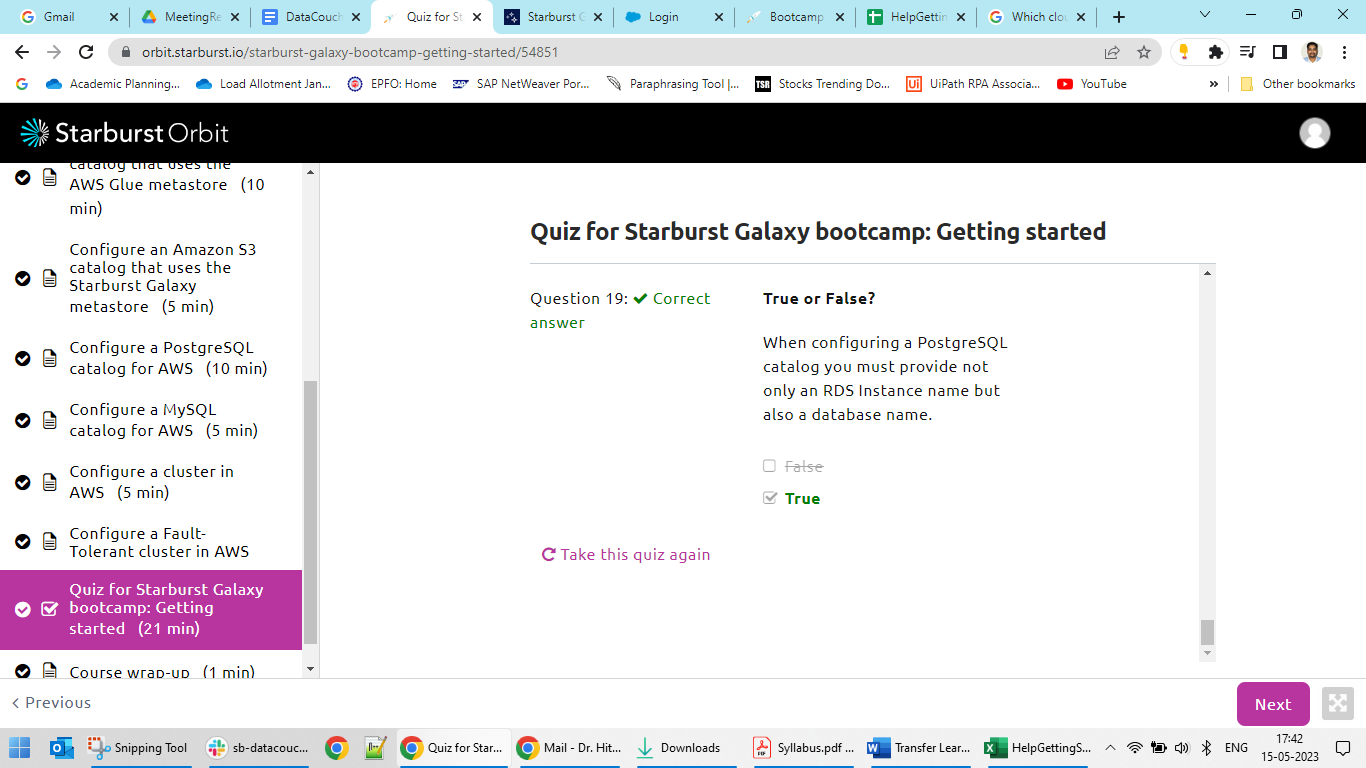 Gmail
MeetingRe
DataCouch
Quiz for St
Starburst G
Login
Bootcamp
HelpGettin
Which clou
orbit.starburst.io/starburst-galaxy-bootcamp-getting-started/54851
Academic Planning...
Load Allotment Jan...
EPFO: Home
SAP NetWeaver Por...
Paraphrasing Tool |...
Stocks Trending Do...
UiPath RPA Associa...
YouTube
»
Other bookmarks
Starburst Orbit
catalog that uses the
AWS Glue metastore (10
min)
Configure an Amazon S3
catalog that uses the
Starburst Galaxy
metastore (5 min)
Configure a PostgreSQL
catalog for AWS (10 min)
Configure a MySQL
catalog for AWS (5 min)
Configure a cluster in
AWS (5 min)
Configure a Fault-
Tolerant cluster in AWS
Quiz for Starburst Galaxy
bootcamp: Getting
started (21 min)
Course wrap-up (1 min)
Quiz for Starburst Galaxy bootcamp: Getting started
Question 19: ✔ Correct
answer
True or False?
When configuring a PostgreSQL
catalog you must provide not
only an RDS Instance name but
also a database name.
False
True
Take this quiz again
< Previous
Next
Snipping Tool
sb-datacouc...
Quiz for Star...
Mail - Dr. Hit...
Downloads
Syllabus.pdf ...
Transfer Lear...
HelpGettingS...
ENG
17:42
15-05-2023